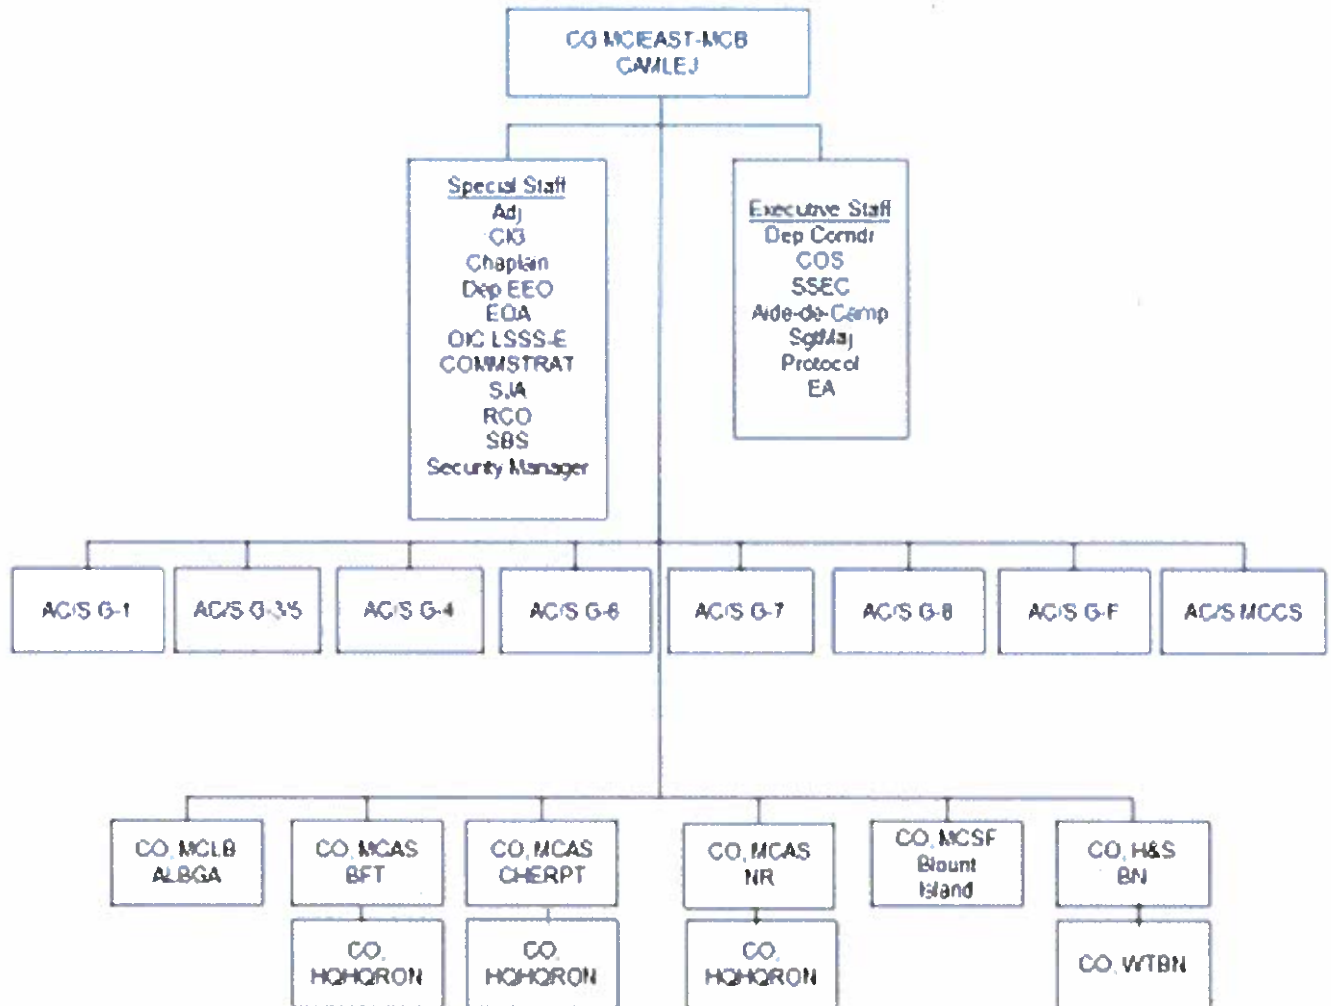 CG MCIEAST-MCB
CAMLEJ
Special Staff
Adj
CIG
Chaplain
Dep EEO
EOA
OIC LSSS-E
COMMSTRAT
SJA
RCO
SBS
Security Manager
Executive Staff
Dep Comdr
COS
SSEC
Aide-de-Camp
SgtMaj
Protocol
EA
AC/S G-1
AC/S G-3/5
AC/S G-4
AC/S G-6
AC/S G-7
AC/S G-8
AC/S G-F
AC/S MCCS
CO, MCLB
ALBGA
CO, MCAS
BFT
CO, MCAS
CHERPT
CO, MCAS
NR
CO, MCSF
Blount
Island
CO, H&S
BN
CO,
HQHQRON
CO,
HQHQRON
CO,
HQHQRON
CO, WTBN